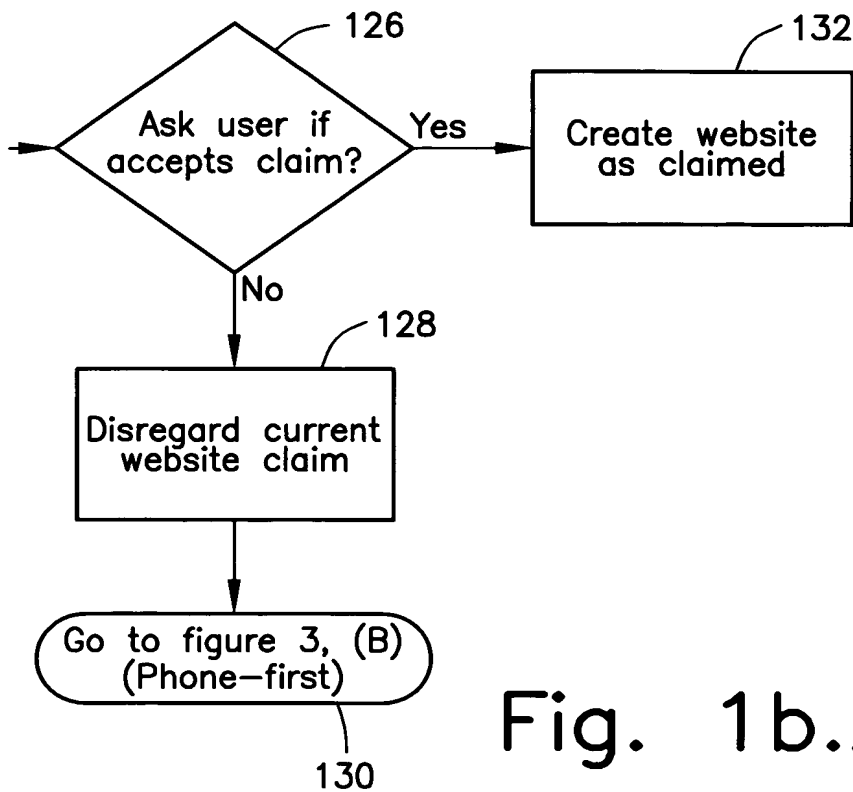 126
132
Ask user if
accepts claim?
Yes
Create website
as claimed
No
128
Disregard current
website claim
Go to figure 3, (B)
(Phone–first)
130
Fig. 1b.